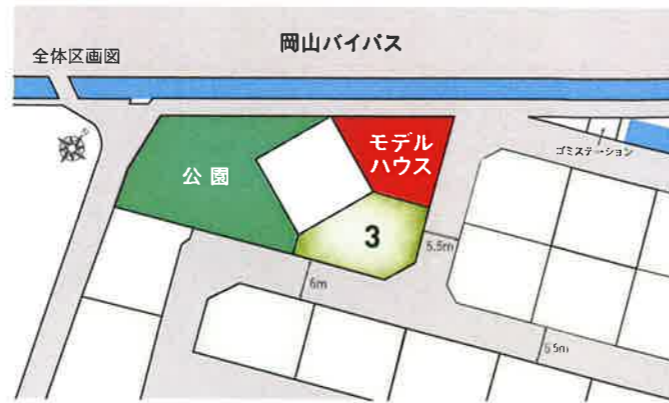 岡山バイパス
全体区画図
モデル
ハウス
ゴミステーション
公園
3
5.5m
6m
5.5m